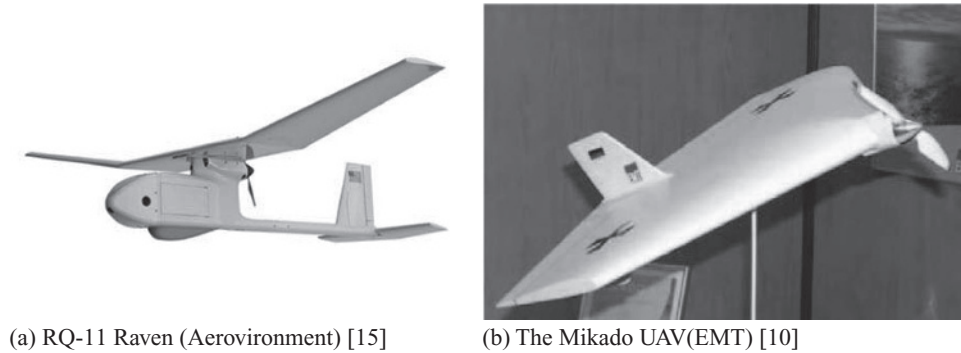 (a) RQ-11 Raven (Aerovironment) [15]
(b) The Mikado UAV(EMT) [10]